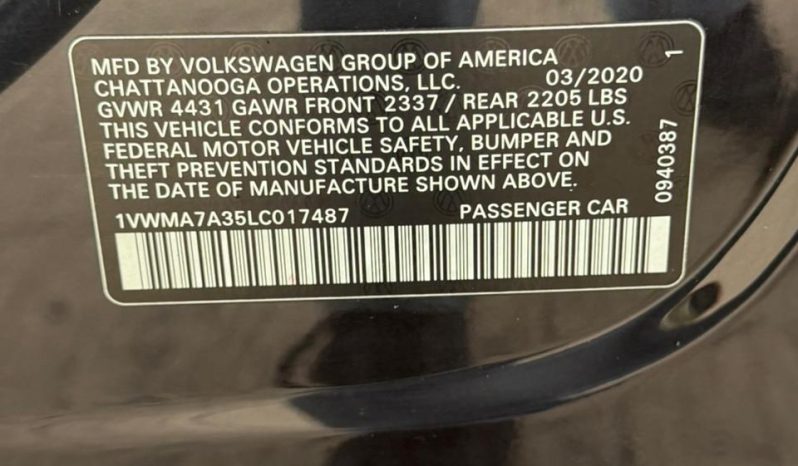 MFD BY VOLKSWAGEN GROUP OF AMERICA
CHATTANOOGA OPERATIONS, LLC. 03/2020
GVWR 4431 GAWR FRONT 2337 / REAR 2205 LBS
THIS VEHICLE CONFORMS TO ALL APPLICABLE U.S.
FEDERAL MOTOR VEHICLE SAFETY, BUMPER AND
THEFT PREVENTION STANDARDS IN EFFECT ON
THE DATE OF MANUFACTURE SHOWN ABOVE.
1VWMA7A35LC017487 PASSENGER CAR
0940387 1